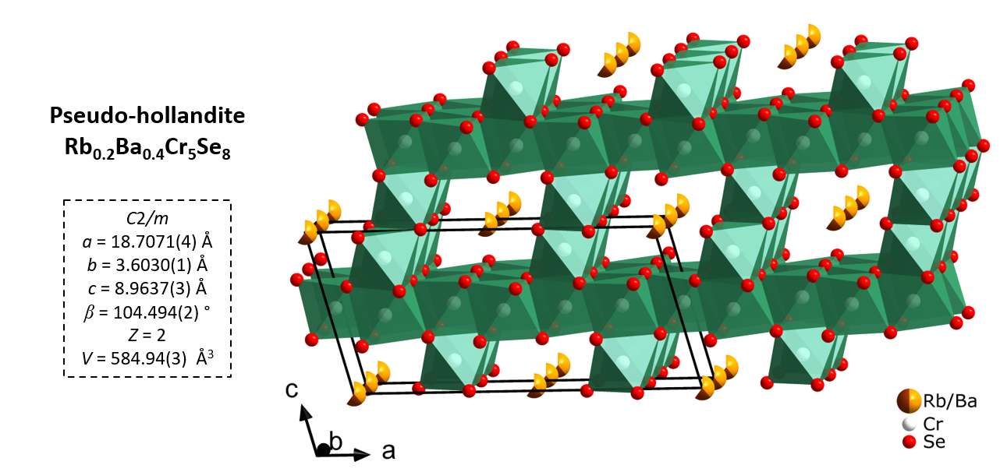 Pseudo-hollandite
Rb₀.₂Ba₀.₄Cr₅Se₈
C2/m
a = 18.7071(4) Å
b = 3.6030(1) Å
c = 8.9637(3) Å
β = 104.494(2) °
Z = 2
V = 584.94(3) Å³
c
b
a
Rb/Ba
Cr
Se